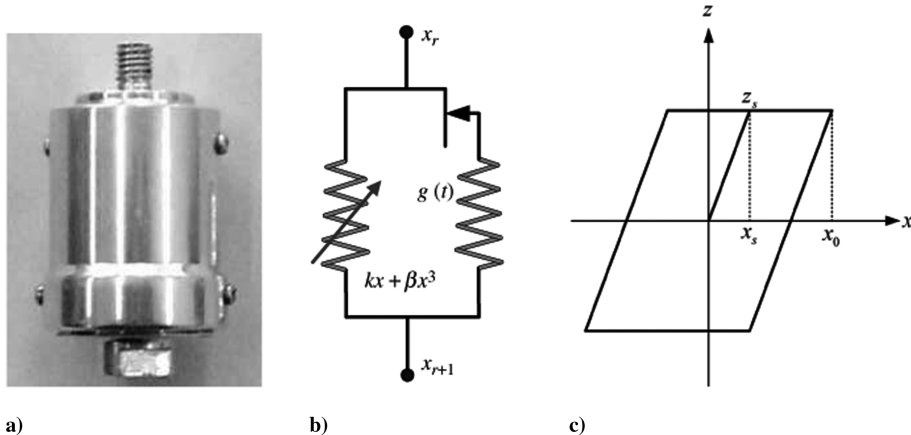 x_r
g (t)
kx + βx³
x_{r+1}
z
z_s
x
x_s
x_0
a)
b)
c)